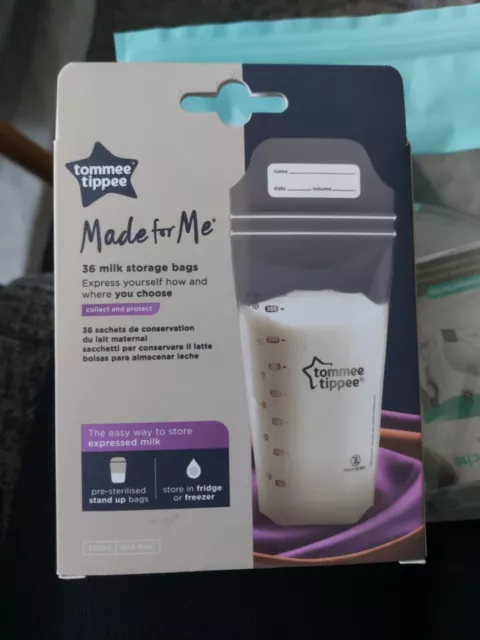 tommee
tippee
Made for Me®
36 milk storage bags
Express yourself how and
where you choose
collect and protect
36 sachets de conservation
du lait maternal
sacchetti per conservare il latte
bolsas para almacenar leche
The easy way to store
expressed milk
pre-sterilised
stand up bags
store in fridge
or freezer
name
date volume
360
tommee
tippee®